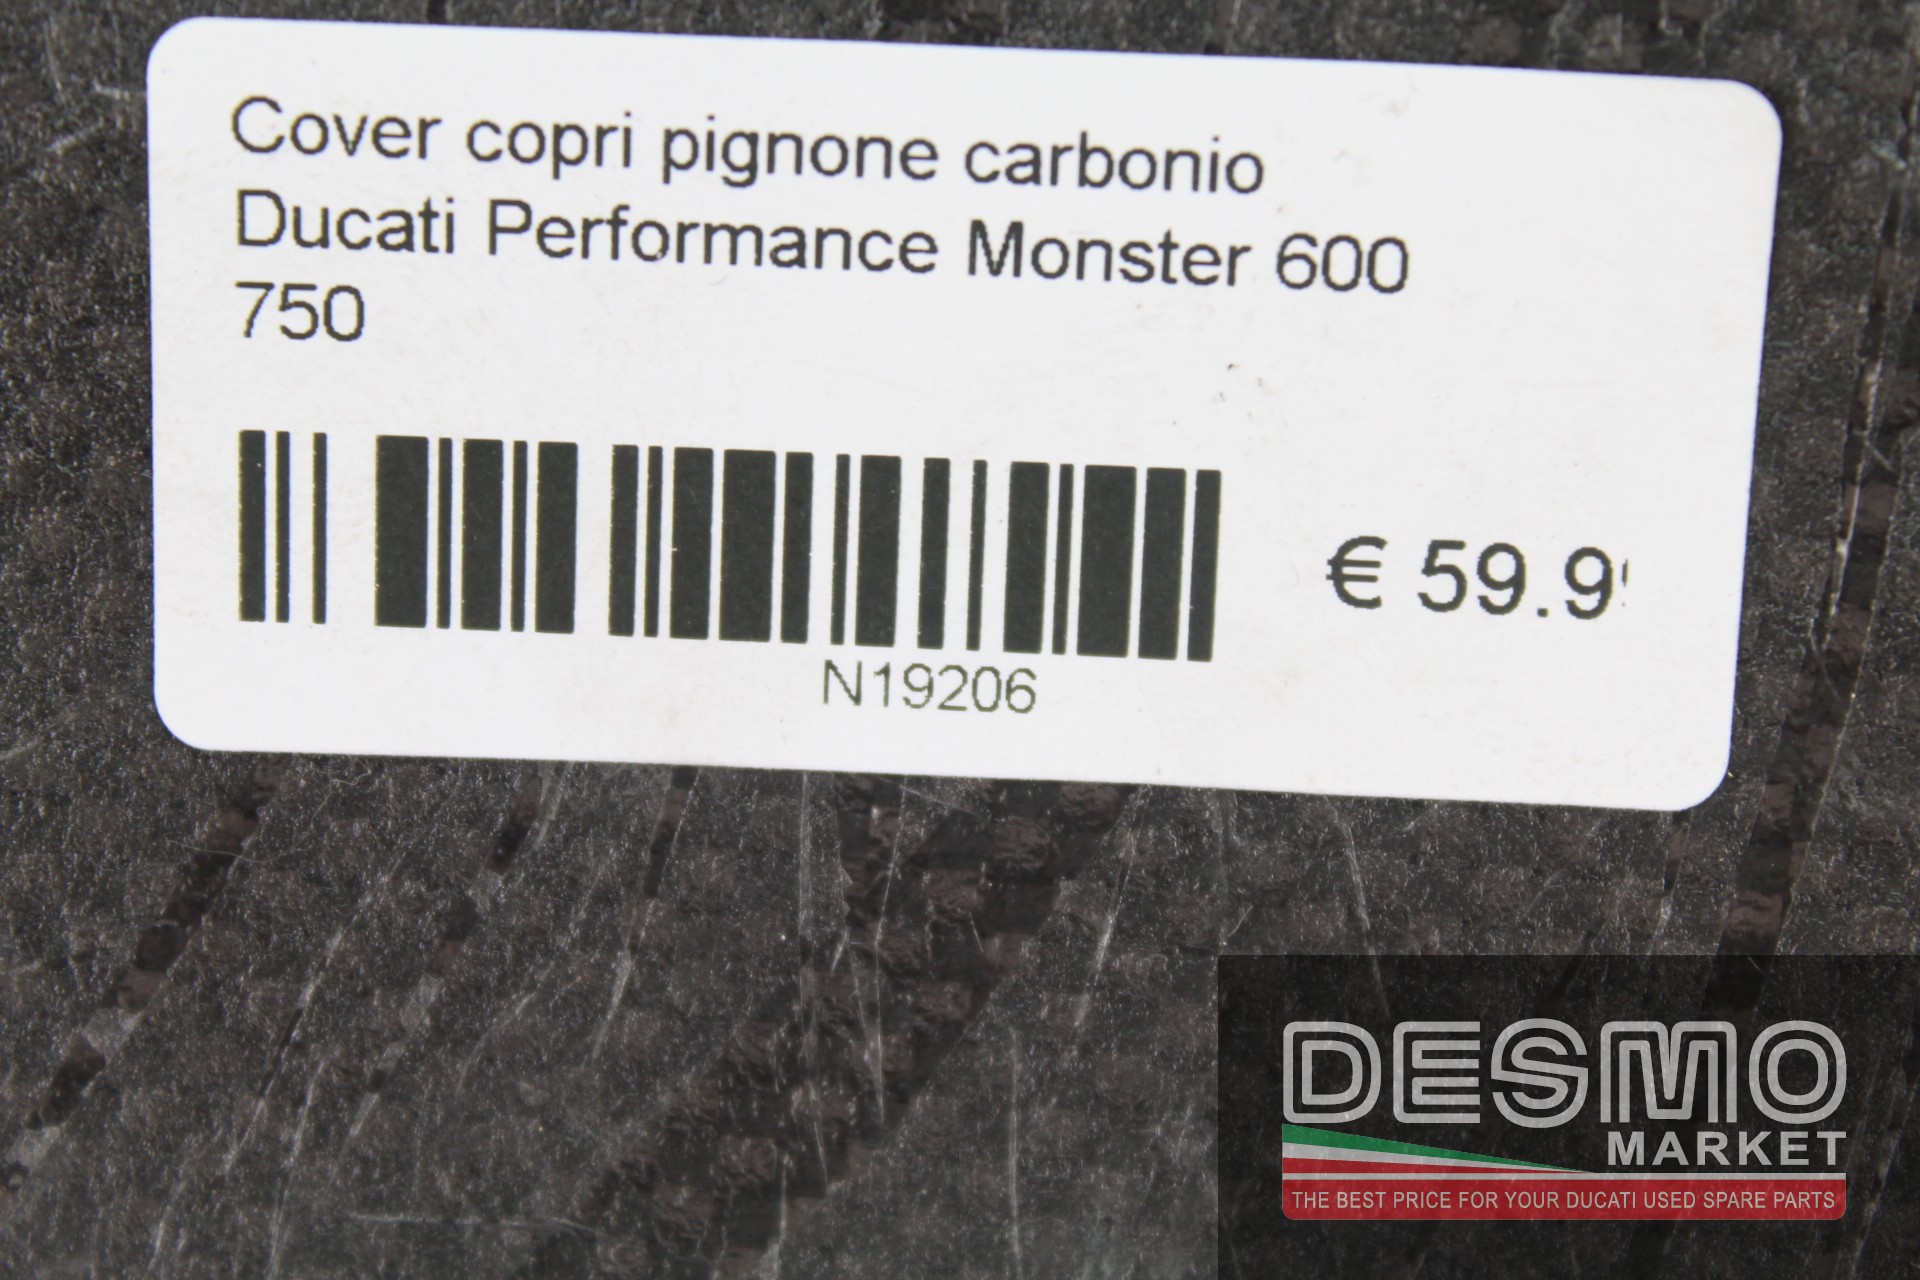 Cover copri pignone carbonio
Ducati Performance Monster 600
750
€ 59.9
N19206
DESMO
MARKET
THE BEST PRICE FOR YOUR DUCATI USED SPARE PARTS